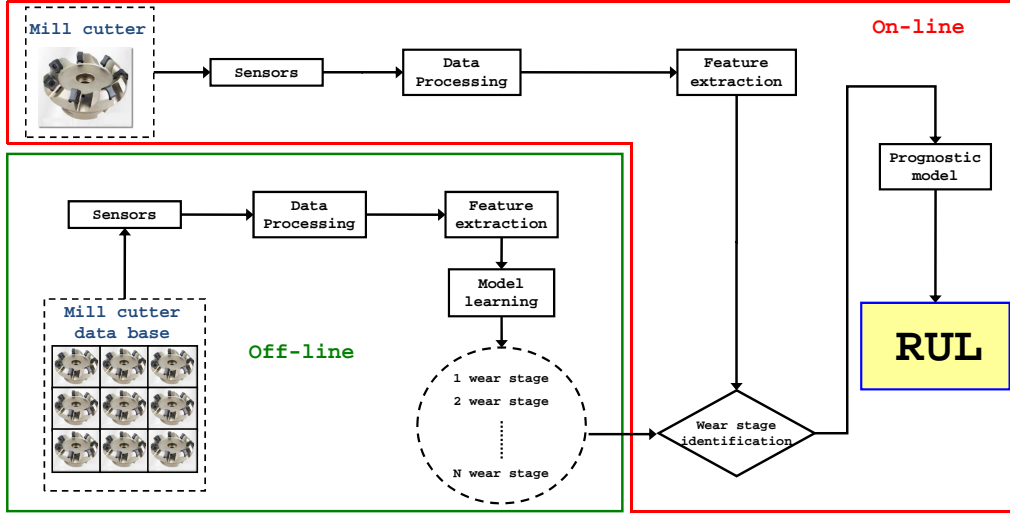 Mill cutter
On-line
Sensors
Data
Processing
Feature
extraction
Prognostic
model
Sensors
Data
Processing
Feature
extraction
Model
learning
Mill cutter
data base
Off-line
1 wear stage
2 wear stage
N wear stage
Wear stage
identification
RUL